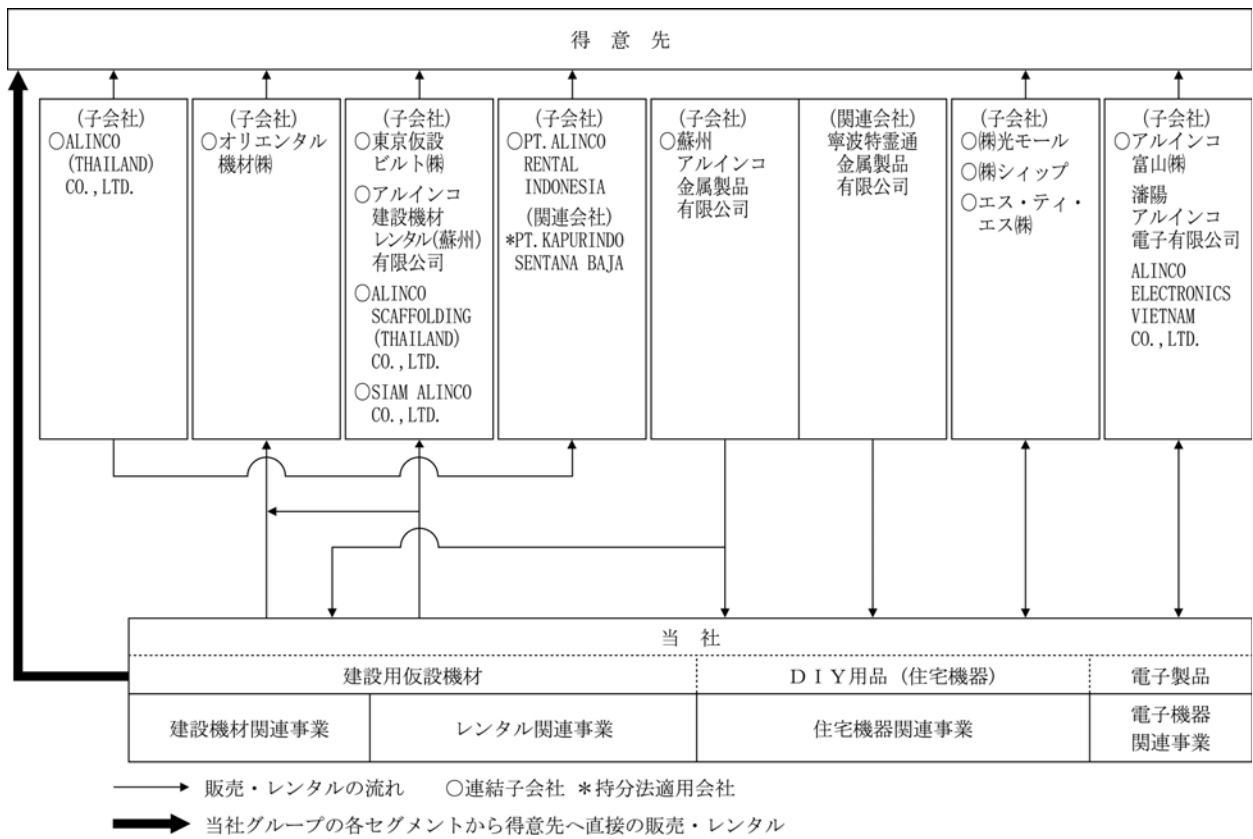 得 意 先
(子会社)
○ALINCO
(THAILAND)
CO.,LTD.
(子会社)
○オリエンタル
機材㈱
(子会社)
○東京仮設
ビルト㈱
○アルインコ
建設機材
レンタル(蘇州)
有限公司
○ALINCO
SCAFFOLDING
(THAILAND)
CO.,LTD.
○SIAM ALINCO
CO.,LTD.
(子会社)
○PT.ALINCO
RENTAL
INDONESIA
(関連会社)
*PT.KAPURINDO
SENTANA BAJA
(子会社)
○蘇州
アルインコ
金属製品
有限公司
(関連会社)
寧波特霊通
金属製品
有限公司
(子会社)
○㈱光モール
○㈱シィップ
○エス・ティ・
エス㈱
(子会社)
○アルインコ
富山㈱
瀋陽
アルインコ
電子有限公司
ALINCO
ELECTRONICS
VIETNAM
CO.,LTD.
当 社
建設用仮設機材
ＤＩＹ用品（住宅機器）
電子製品
建設機材関連事業
レンタル関連事業
住宅機器関連事業
電子機器
関連事業
販売・レンタルの流れ ○連結子会社 *持分法適用会社
当社グループの各セグメントから得意先へ直接の販売・レンタル